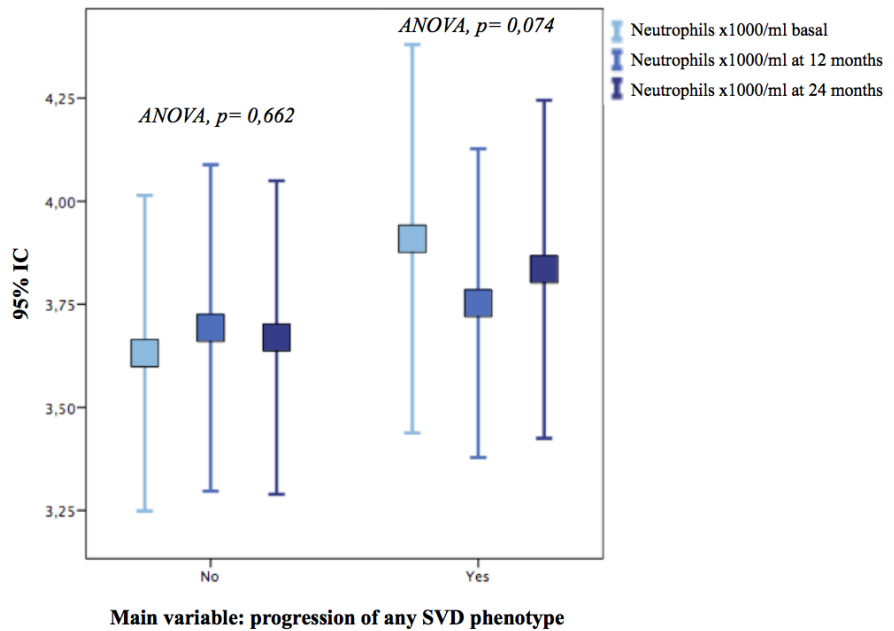 ANOVA, p= 0,074
ANOVA, p= 0,662
Neutrophils x1000/ml basal
Neutrophils x1000/ml at 12 months
Neutrophils x1000/ml at 24 months
95% IC
4,25
4,00
3,75
3,50
3,25
No
Yes
Main variable: progression of any SVD phenotype